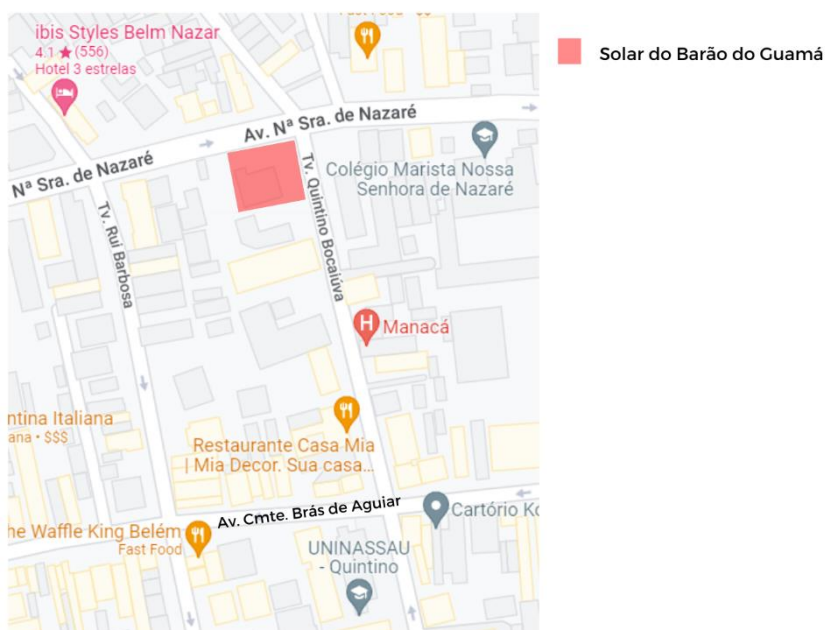 ibis Styles Belm Nazar
4.1 ★ (556)
Hotel 3 estrelas
Solar do Barão do Guamá
Av. Nª Sra. de Nazaré
Nª Sra. de Nazaré
Colégio Marista Nossa
Senhora de Nazaré
Tv. Quintino Bocaiúva
Tv. Rui Barbosa
H
Manacá
ntina Italiana
ana • $$$
Restaurante Casa Mia
| Mia Decor. Sua casa...
Av. Cmte. Brás de Aguiar
Cartório Ko
he Waffle King Belém
Fast Food
UNINASSAU
- Quintino